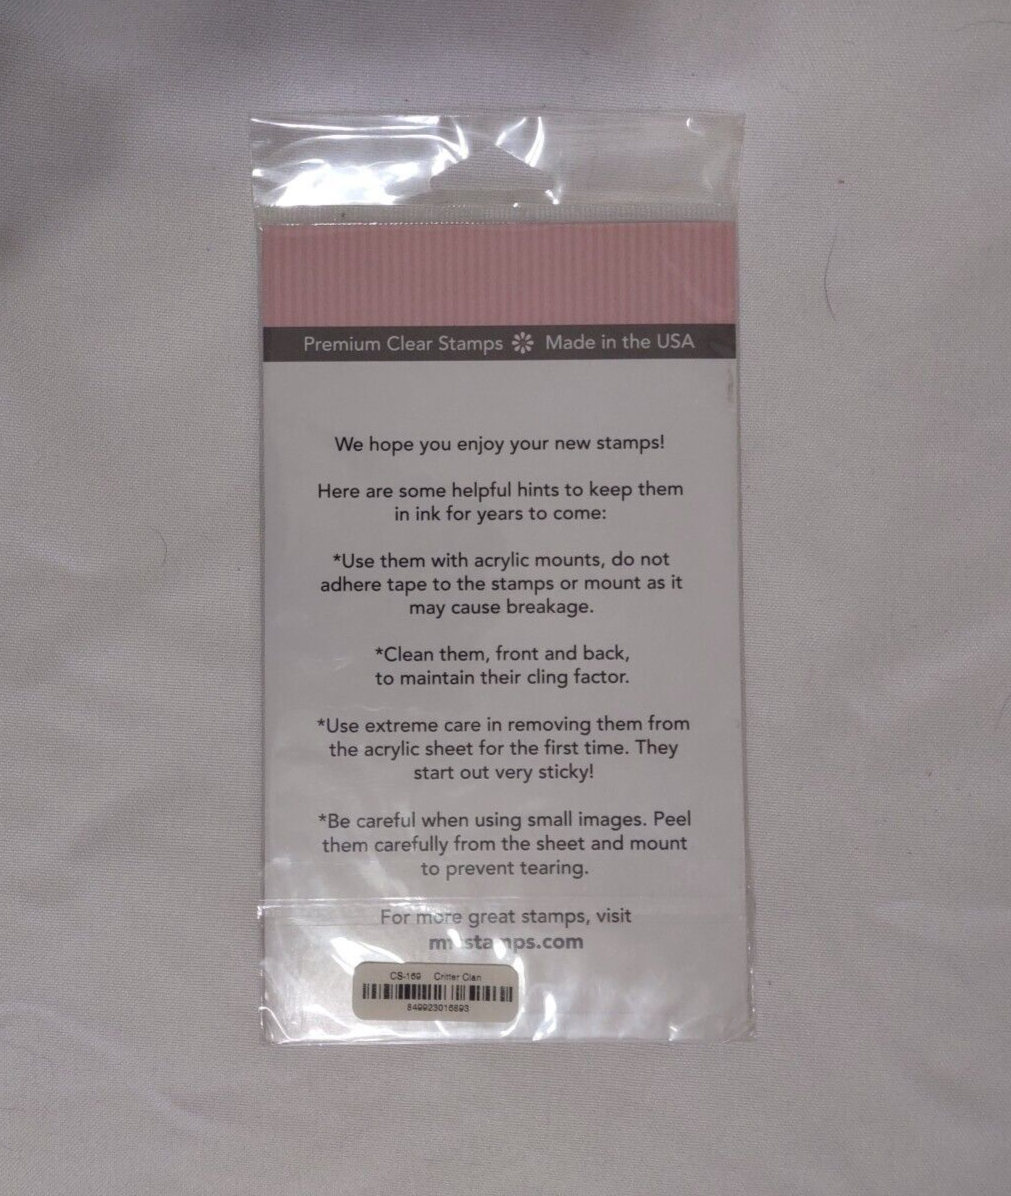 Premium Clear Stamps Made in the USA
We hope you enjoy your new stamps!
Here are some helpful hints to keep them
in ink for years to come:
*Use them with acrylic mounts, do not
adhere tape to the stamps or mount as it
may cause breakage.
*Clean them, front and back,
to maintain their cling factor.
*Use extreme care in removing them from
the acrylic sheet for the first time. They
start out very sticky!
*Be careful when using small images. Peel
them carefully from the sheet and mount
to prevent tearing.
For more great stamps, visit
CS-169 Critter Clan